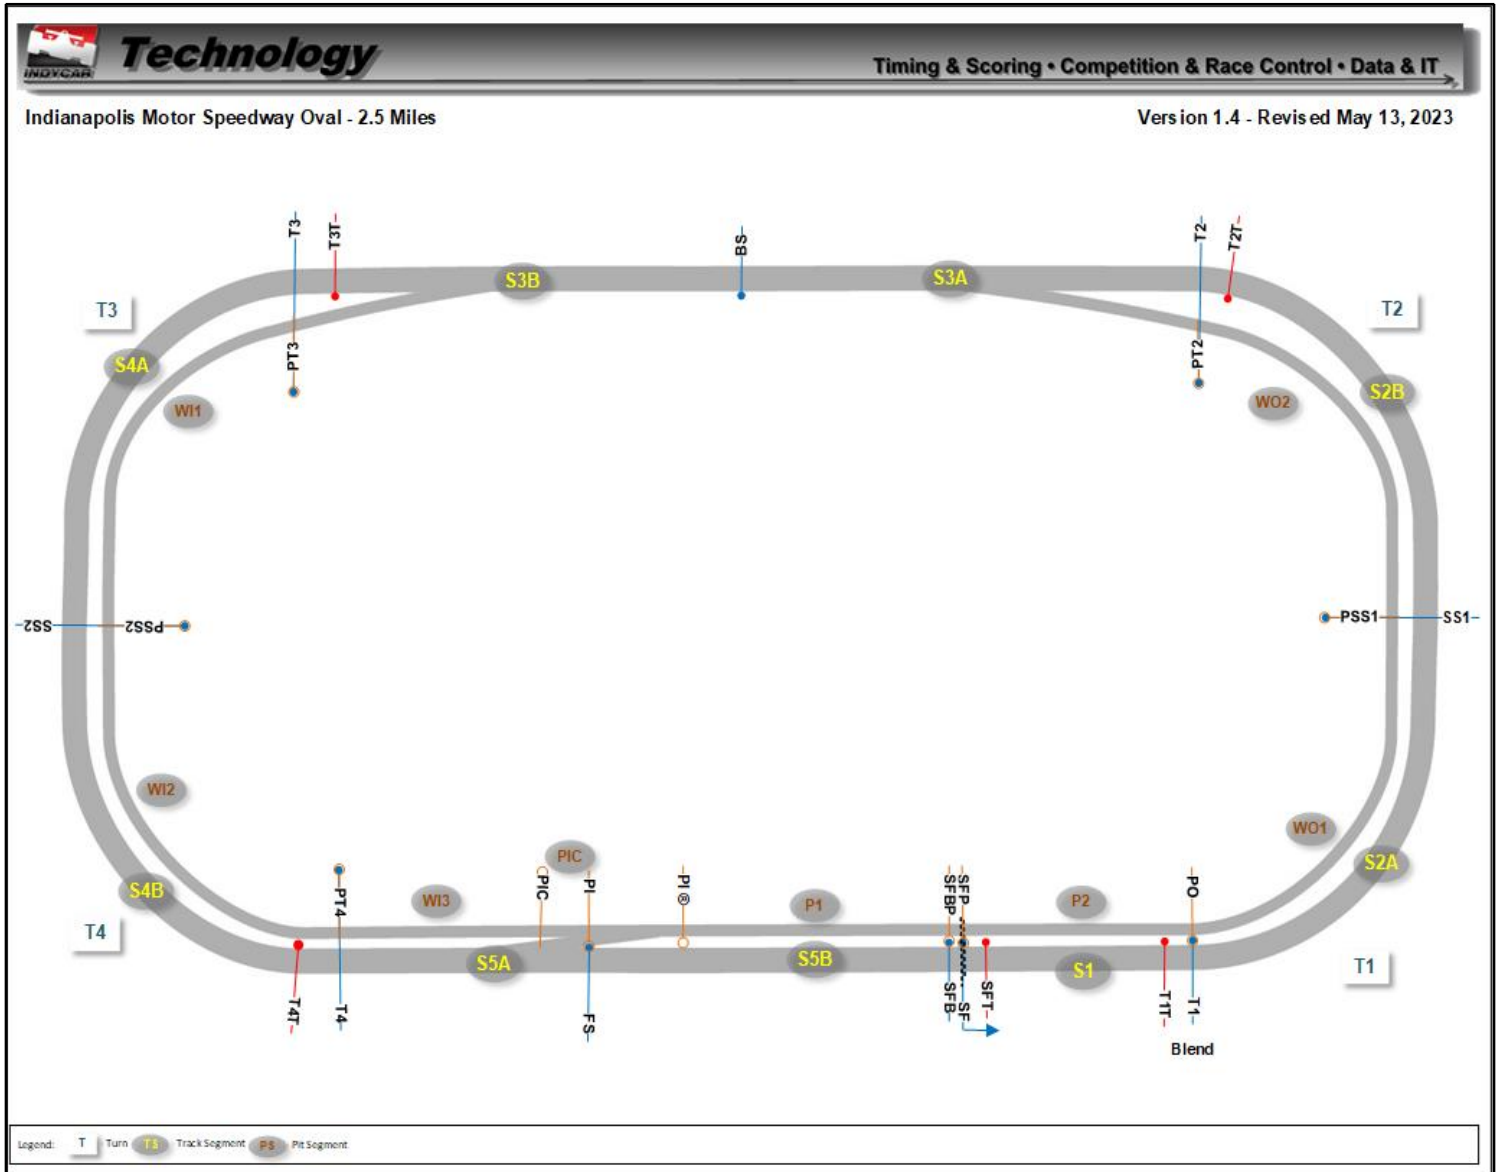 INDYCAR
Technology
Timing & Scoring • Competition & Race Control • Data & IT
Indianapolis Motor Speedway Oval - 2.5 Miles
Version 1.4 - Revised May 13, 2023
T3
T3T
BS
T2
T2T
S3B
S3A
T3
T2
PT3
PT2
S4A
S2B
WI1
WO2
SS2
PSS2
PSS1
SS1
WI2
WO1
PIC
S2A
S4B
PT4
WI3
PIC
PI
PI ®
P1
SFBP
SFP
P2
PO
T4
S5A
S5B
S1
T1
T4T
T4
FS
SFB
SF
SFT
T1T
T1
Blend
Legend: T Turn TS Track Segment PS Pit Segment